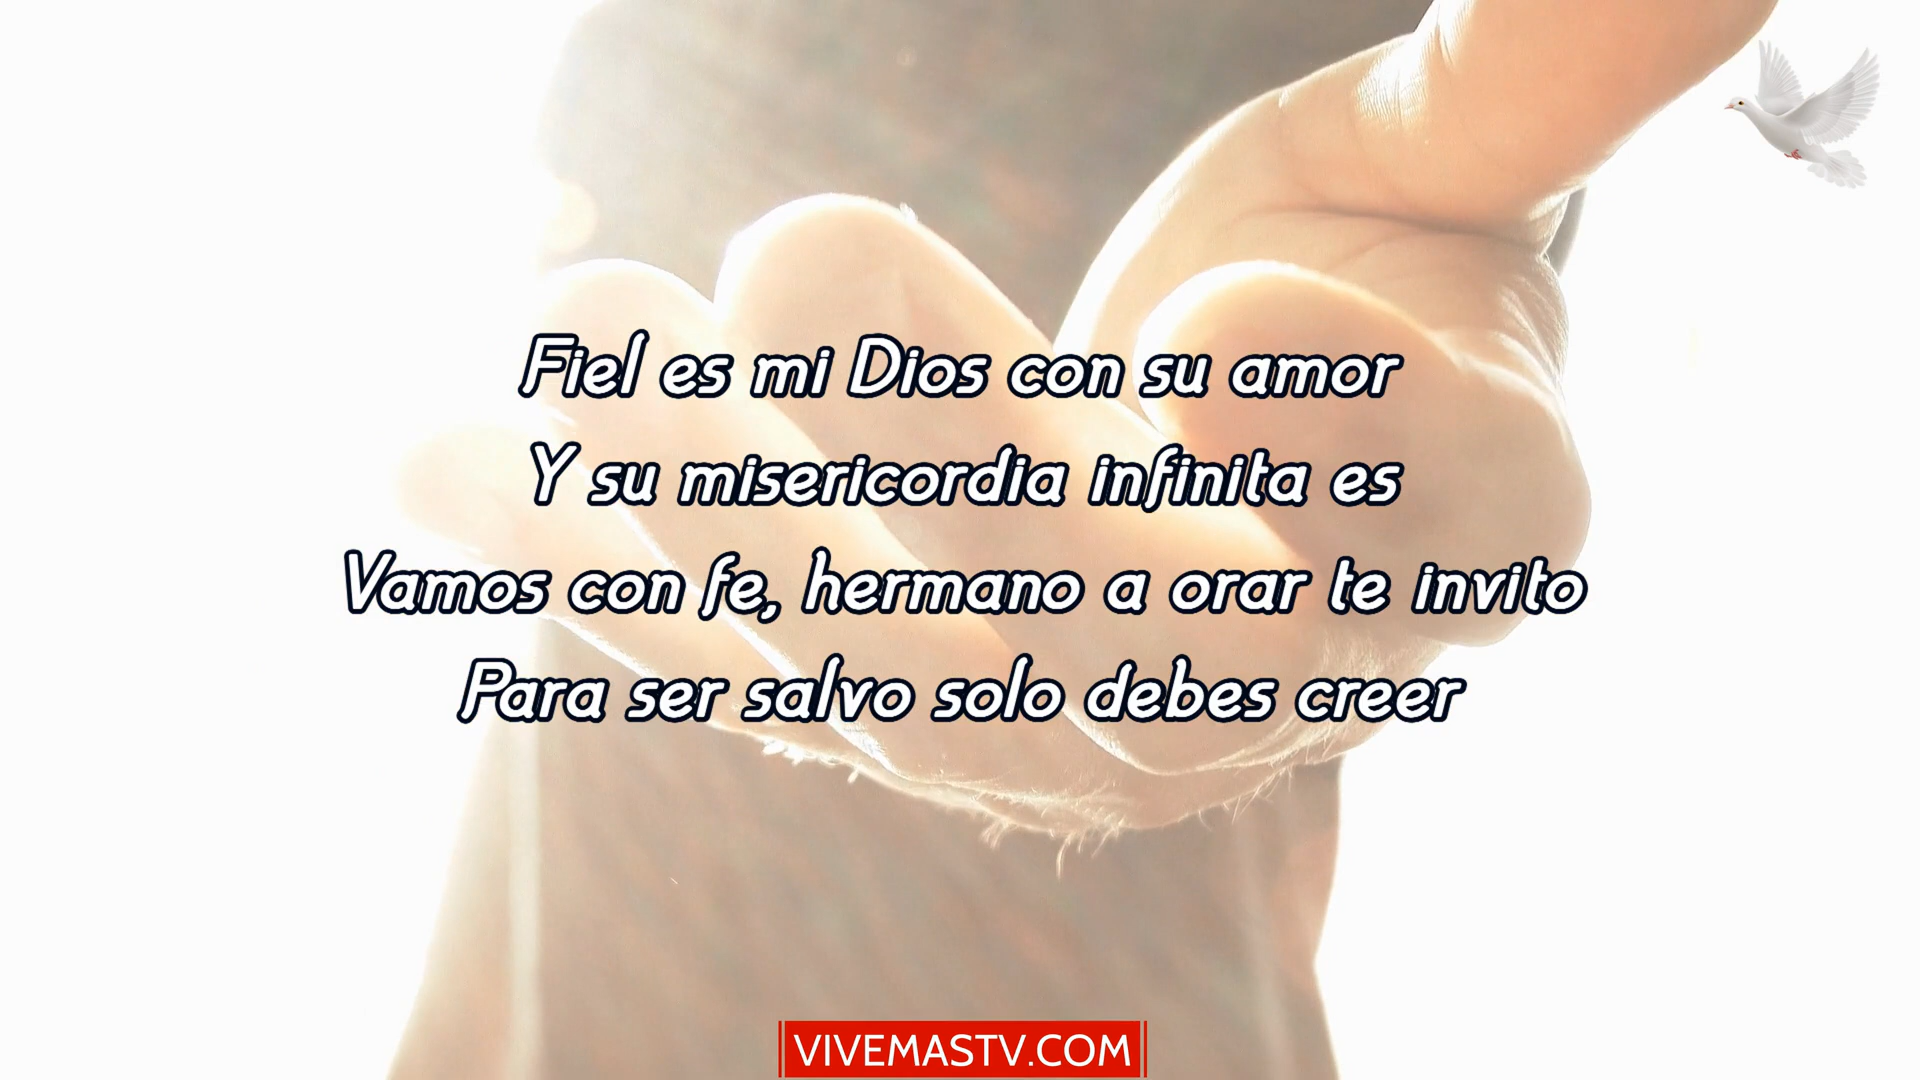 Fiel es mi Dios con su amor
Y su misericordia infinita es
Vamos con fe, hermano a orar te invito
Para ser salvo solo debes creer
VIVEMASTV.COM